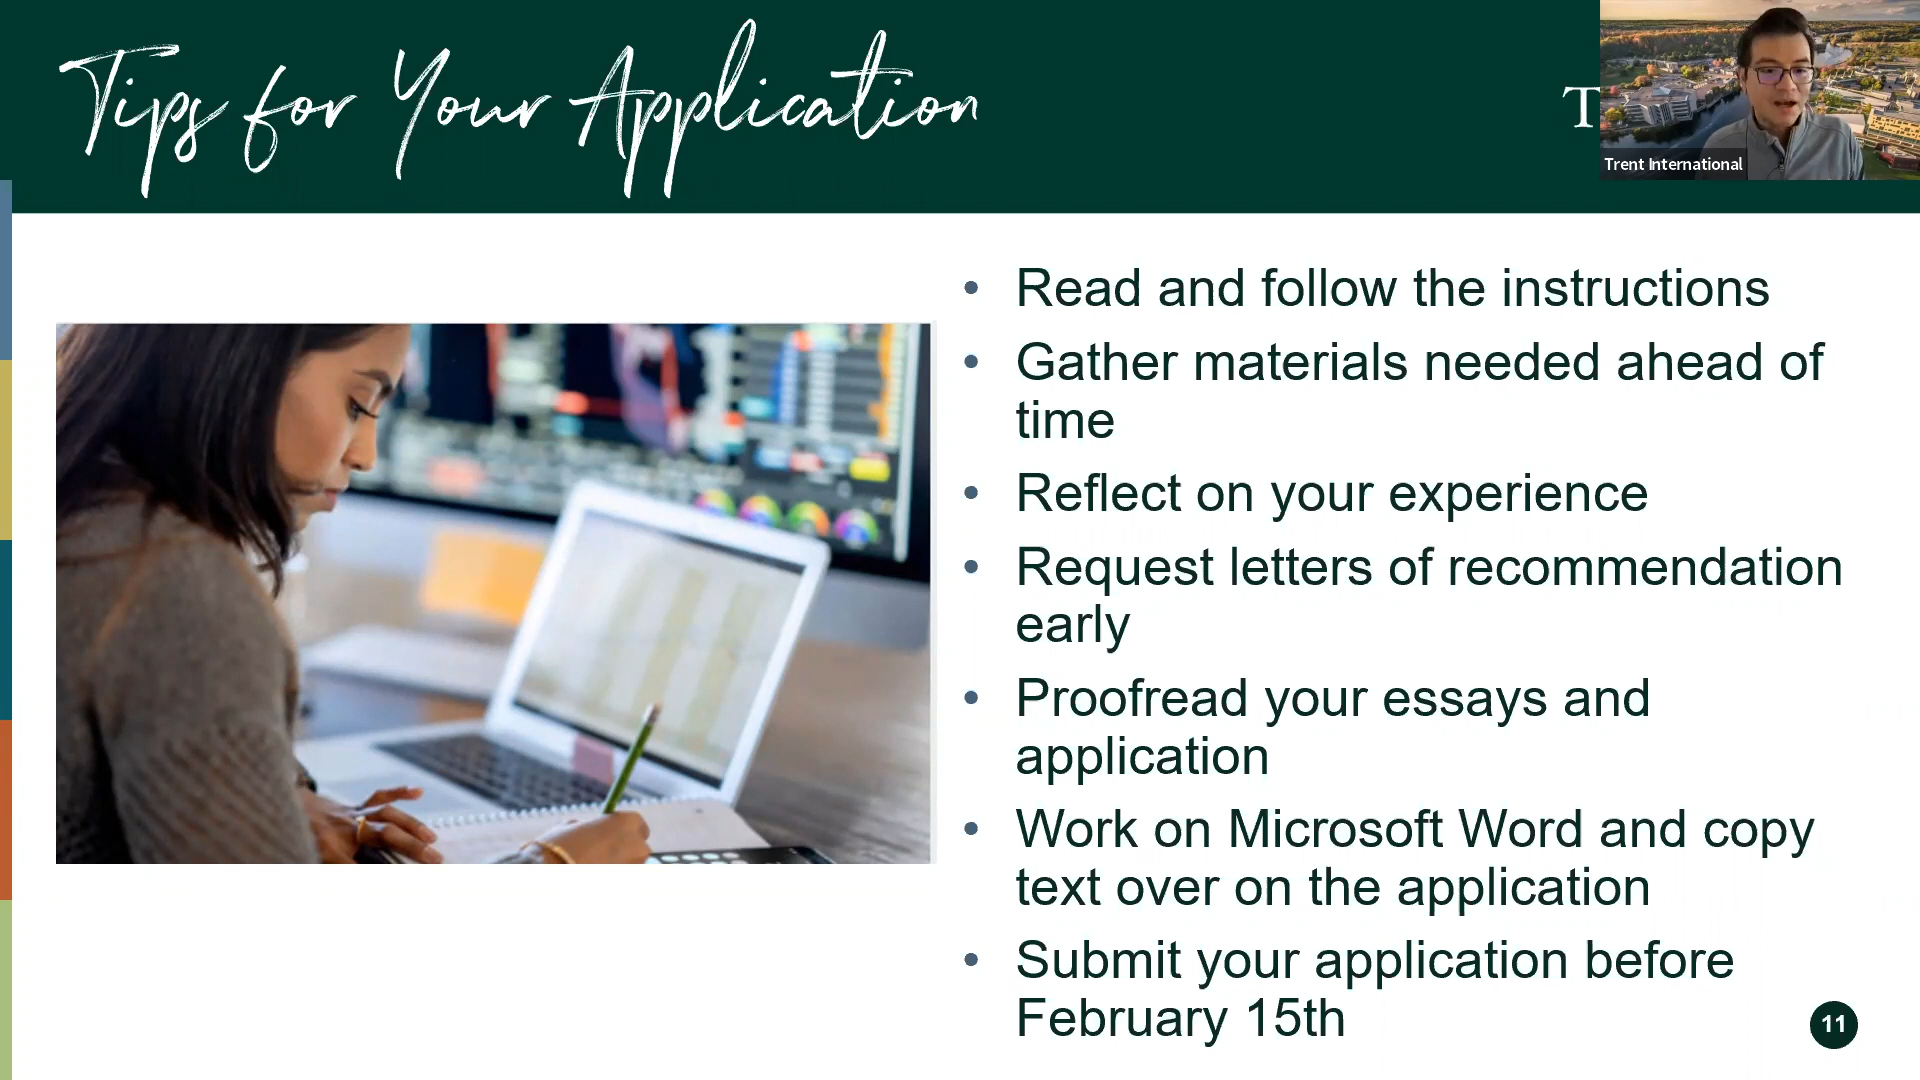 Tips for Your Application
T
Trent International
• Read and follow the instructions
• Gather materials needed ahead of
time
• Reflect on your experience
• Request letters of recommendation
early
• Proofread your essays and
application
• Work on Microsoft Word and copy
text over on the application
• Submit your application before
February 15th
11